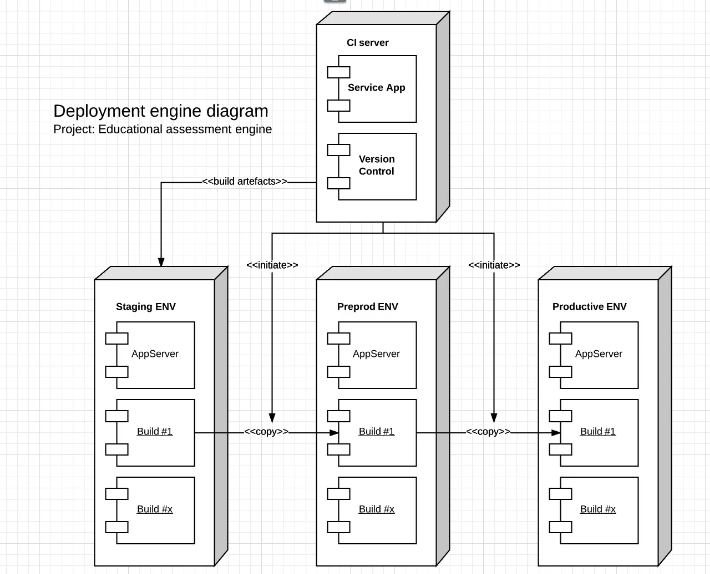 CI server
Service App
Version
Control
Deployment engine diagram
Project: Educational assessment engine
<<build artefacts>>
<<initiate>>
<<initiate>>
Staging ENV
AppServer
Build #1
Build #x
<<copy>>
Preprod ENV
AppServer
Build #1
Build #x
<<copy>>
Productive ENV
AppServer
Build #1
Build #x